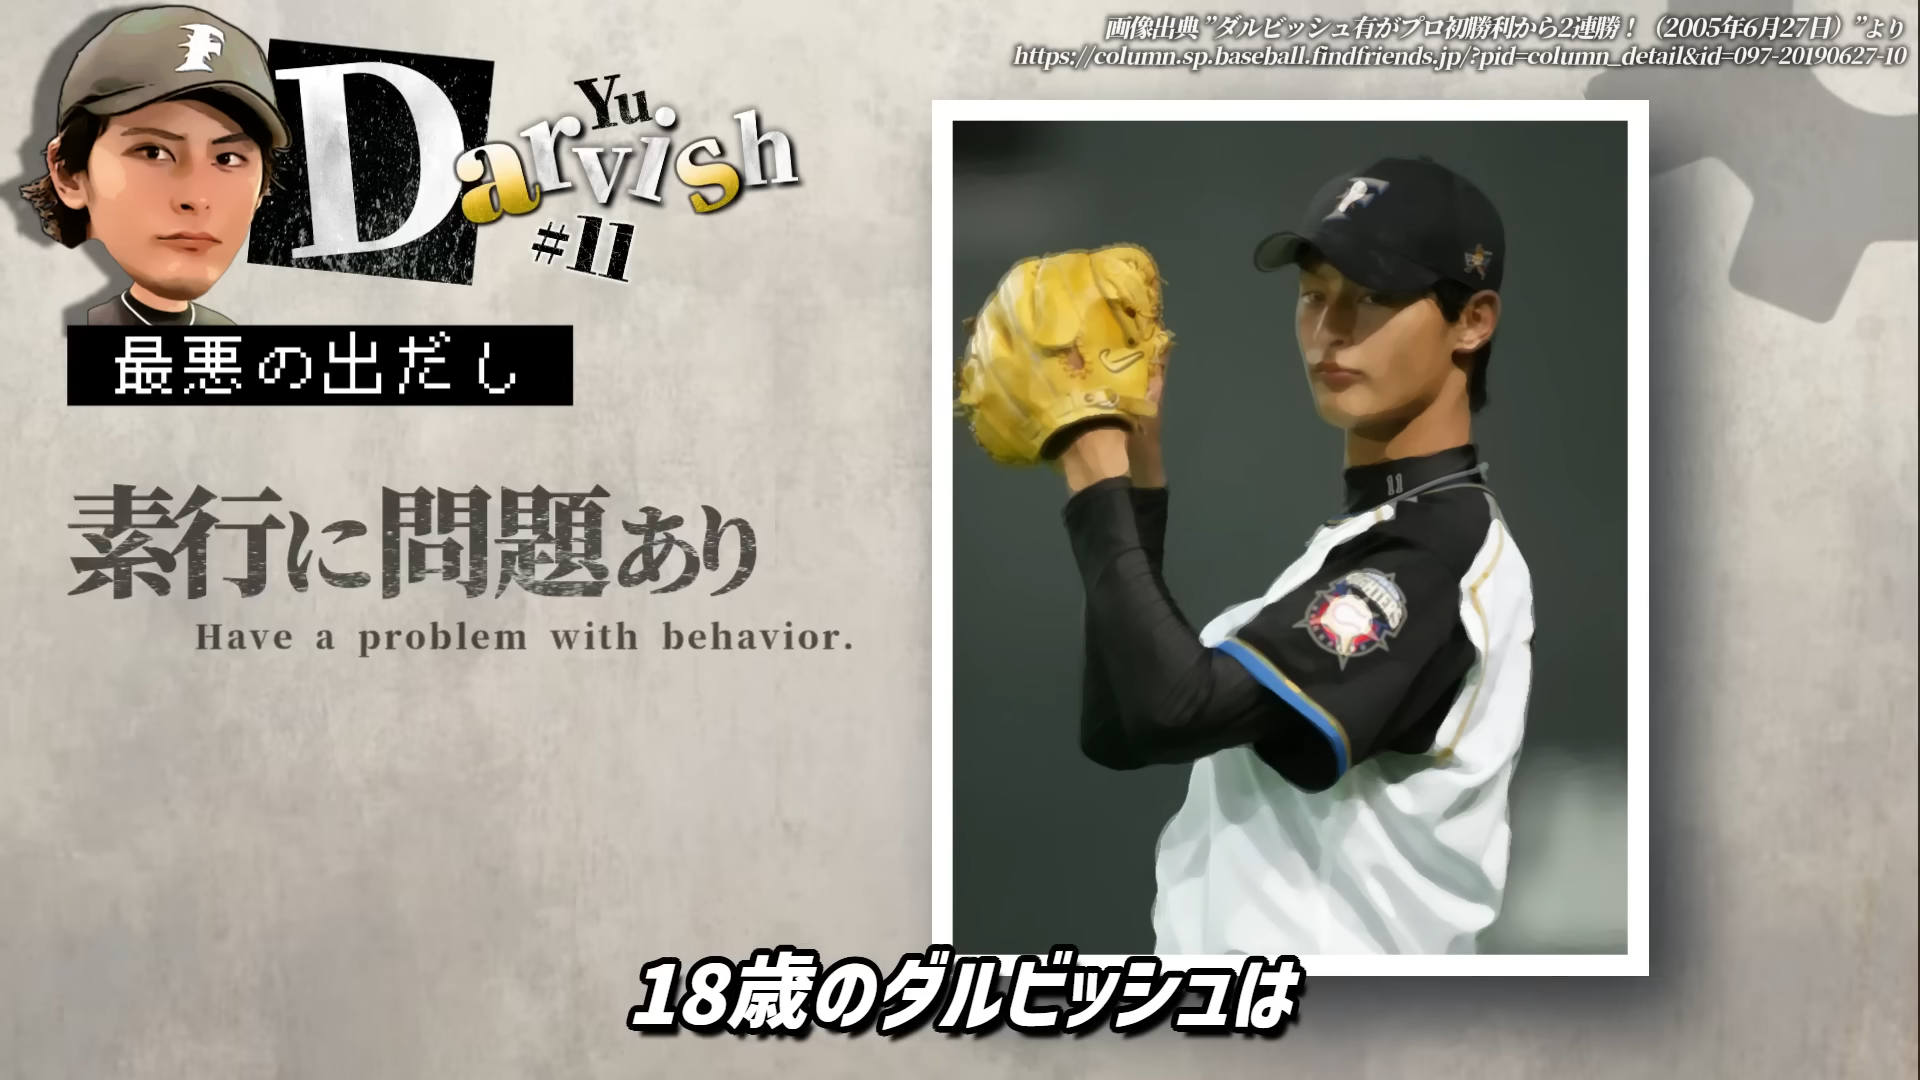 画像出典 ”ダルビッシュ有がプロ初勝利から2連勝！（2005年6月27日）”より
https://column.sp.baseball.findfriends.jp/?pid=column_detail&id=097-20190627-10
F
Yu
Darvish
#11
最悪の出だし
素行に問題あり
Have a problem with behavior.
F
11
FIGHTERS
18歳のダルビッシュは